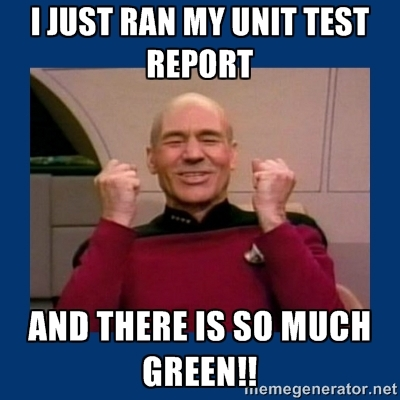 I JUST RAN MY UNIT TEST
REPORT
AND THERE IS SO MUCH
GREEN!!
memegenerator.net